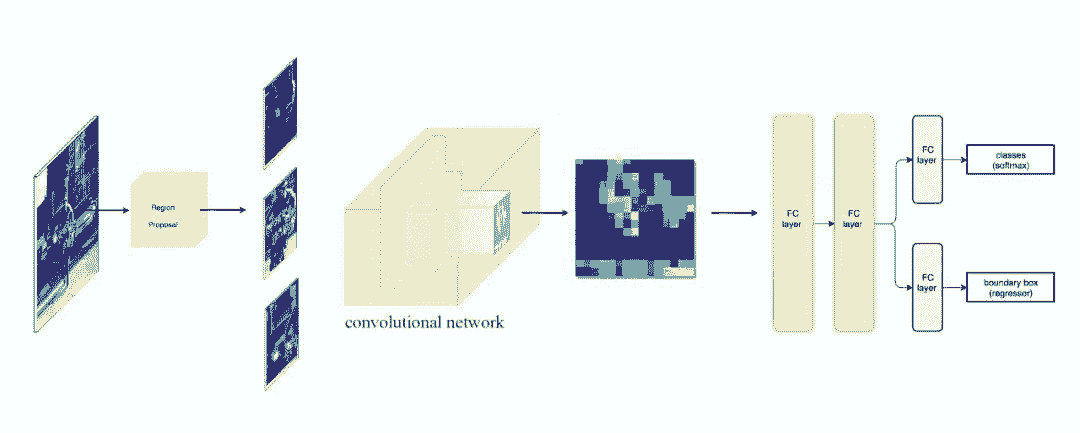 Region
Proposal
convolutional network
FC
layer
FC
layer
FC
layer
classes
(softmax)
FC
layer
boundary box
(regressor)